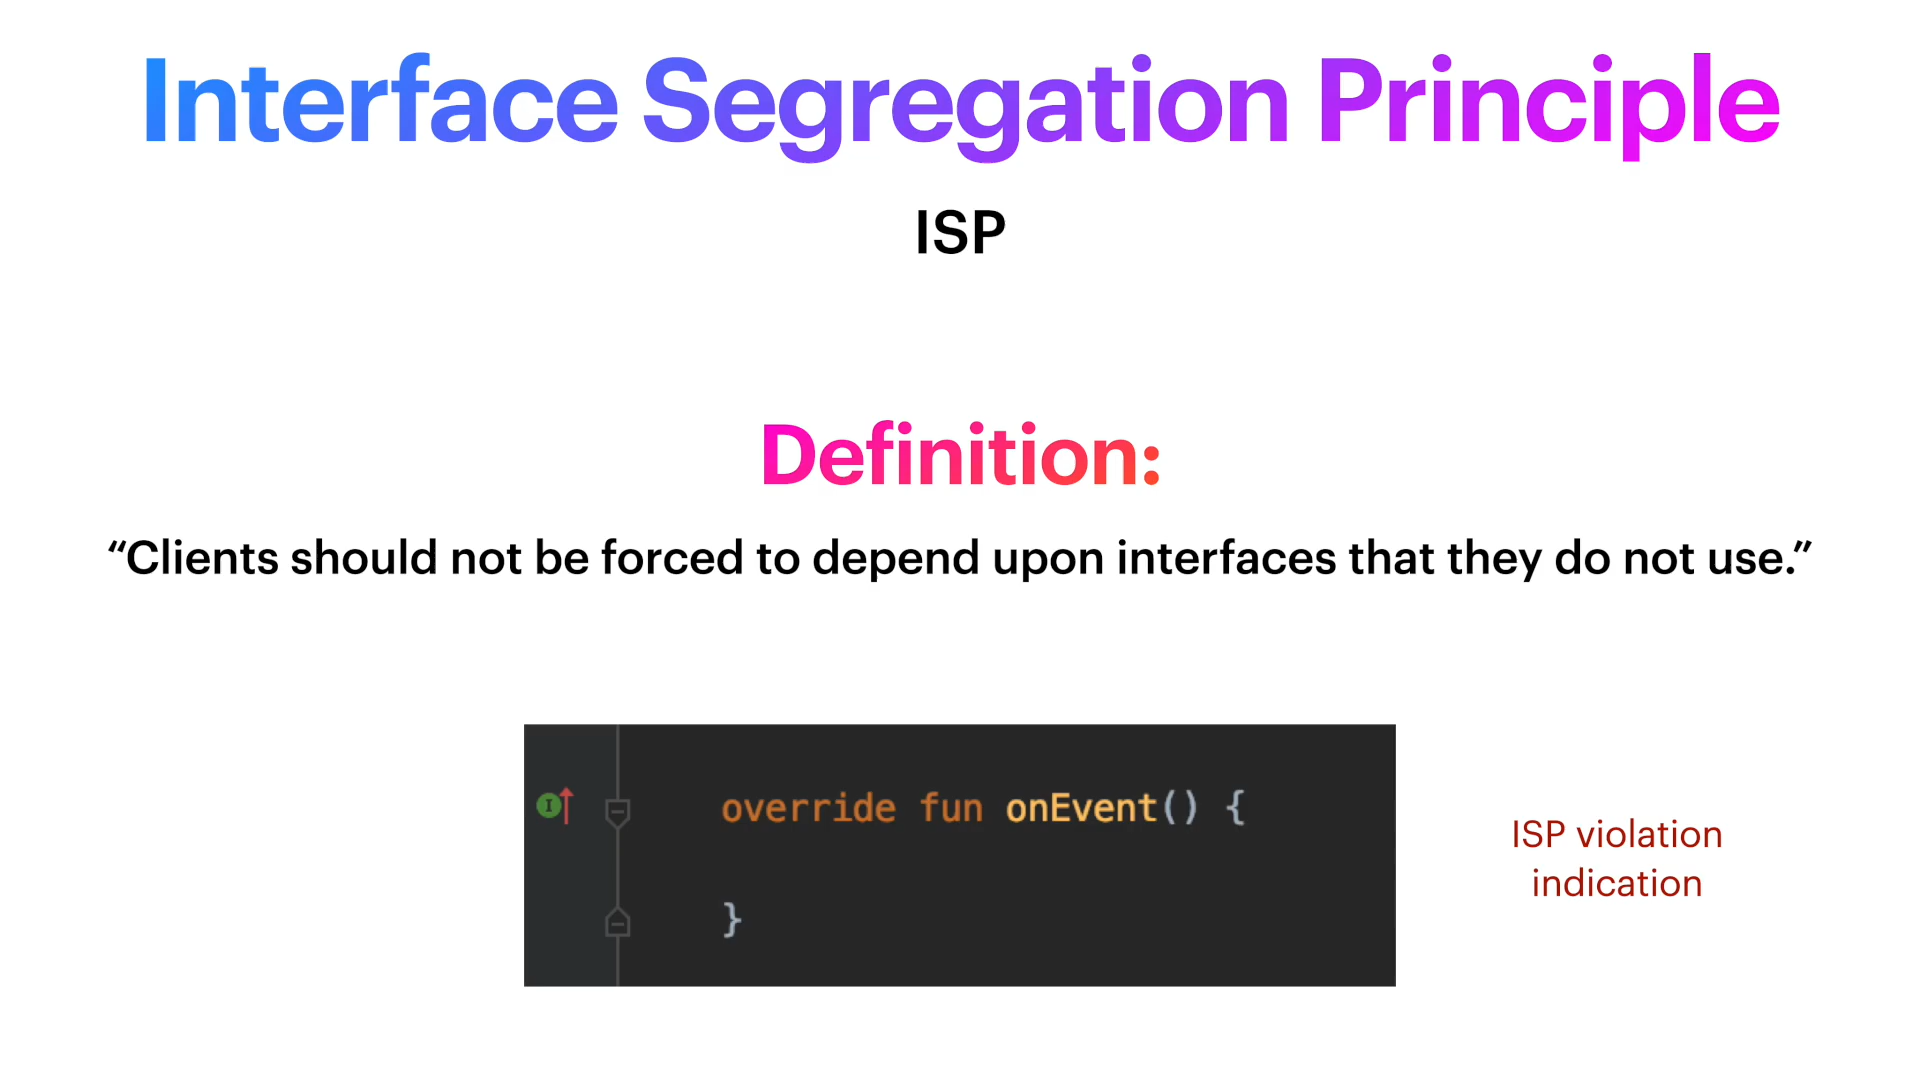 Interface Segregation Principle
ISP
Definition:
“Clients should not be forced to depend upon interfaces that they do not use.”
override fun onEvent() {
}
ISP violation
indication